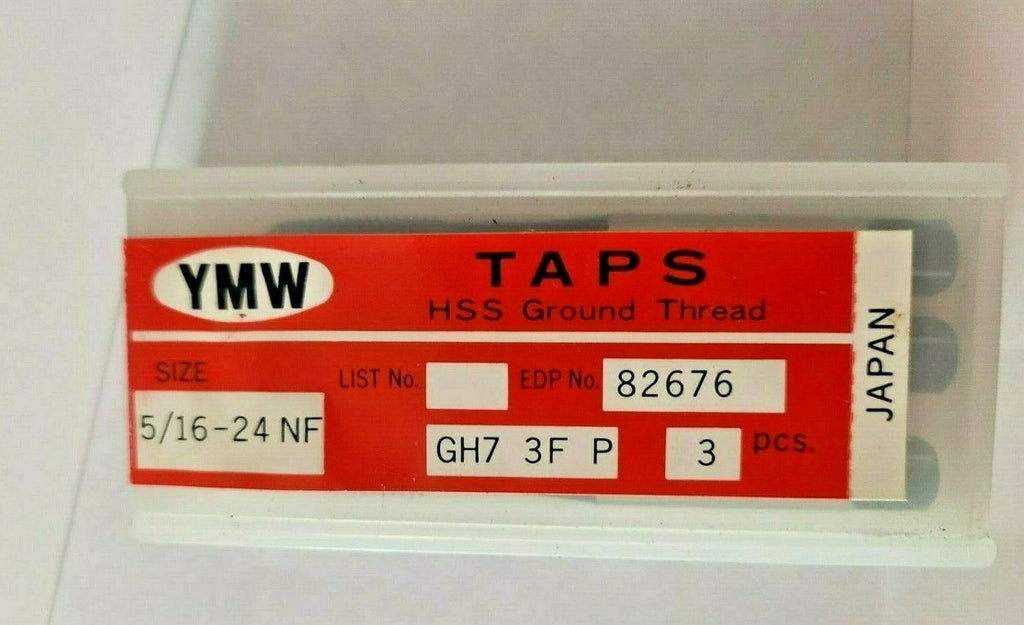 YMW
TAPS
HSS Ground Thread
SIZE
5/16-24 NF
LIST No.
EDP No. 82676
GH7 3F P
3 pcs.
JAPAN